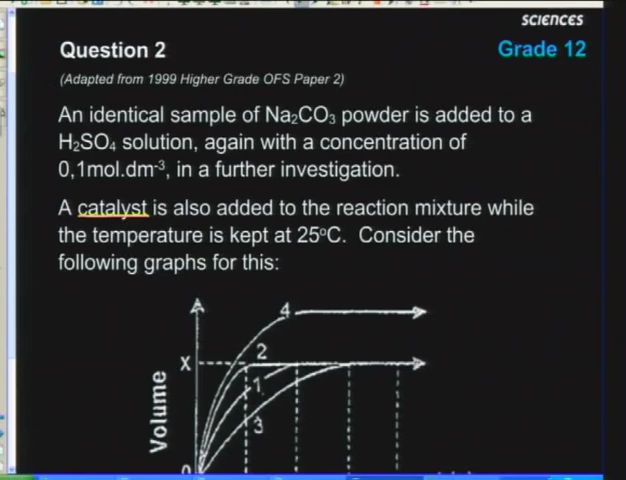 SCIENCES
Question 2
Grade 12
(Adapted from 1999 Higher Grade OFS Paper 2)
An identical sample of Na₂CO₃ powder is added to a
H₂SO₄ solution, again with a concentration of
0,1mol.dm⁻³, in a further investigation.
A catalyst is also added to the reaction mixture while
the temperature is kept at 25ºC. Consider the
following graphs for this:
4
X
2
1
3
Volume
0